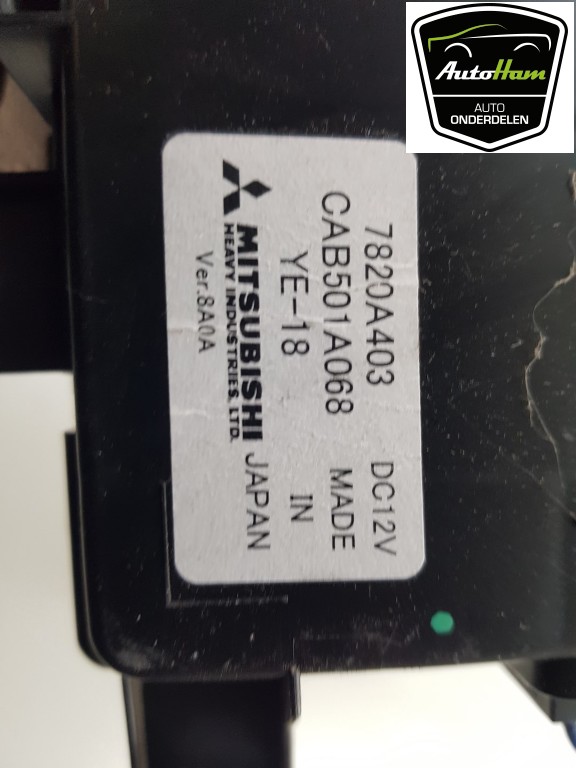 AutoHam
AUTO
ONDERDELEN
7820A403 DC12V
CAB501A068 MADE
YE-18 IN
MITSUBISHI JAPAN
HEAVY INDUSTRIES, LTD.
Ver.8A0A